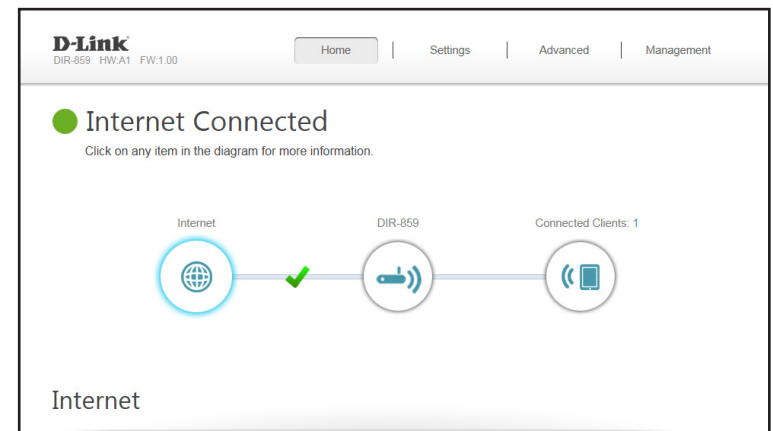 D-Link
DIR-859 HW:A1 FW:1.00
Home | Settings | Advanced | Management
Internet Connected
Click on any item in the diagram for more information.
Internet DIR-859 Connected Clients: 1
Internet